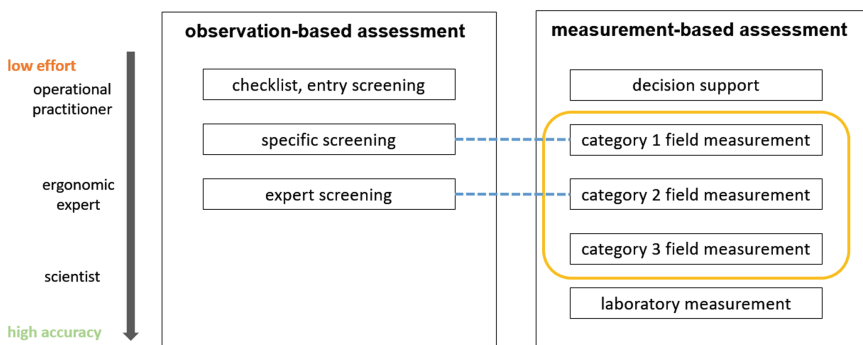 low effort
operational
practitioner
ergonomic
expert
scientist
high accuracy
observation-based assessment
checklist, entry screening
specific screening
expert screening
measurement-based assessment
decision support
category 1 field measurement
category 2 field measurement
category 3 field measurement
laboratory measurement